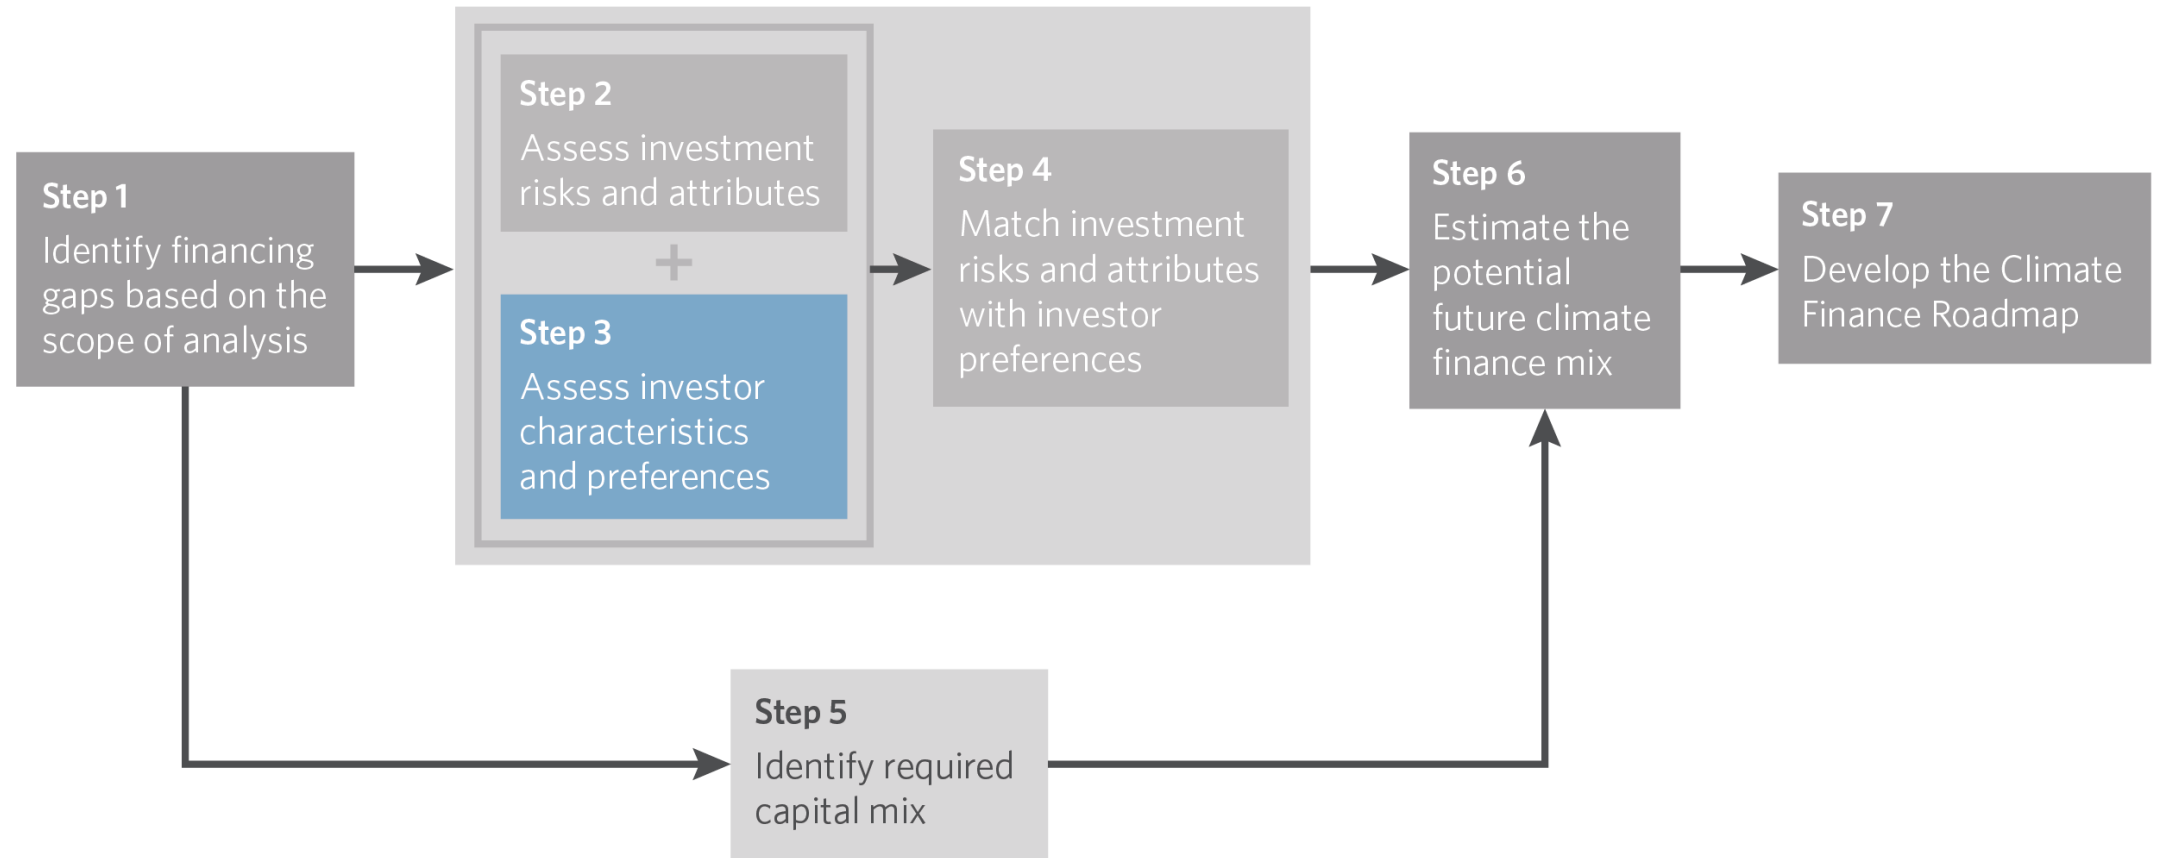 Step 1
Identify financing
gaps based on the
scope of analysis
Step 2
Assess investment
risks and attributes
+
Step 3
Assess investor
characteristics
and preferences
Step 4
Match investment
risks and attributes
with investor
preferences
Step 5
Identify required
capital mix
Step 6
Estimate the
potential
future climate
finance mix
Step 7
Develop the Climate
Finance Roadmap